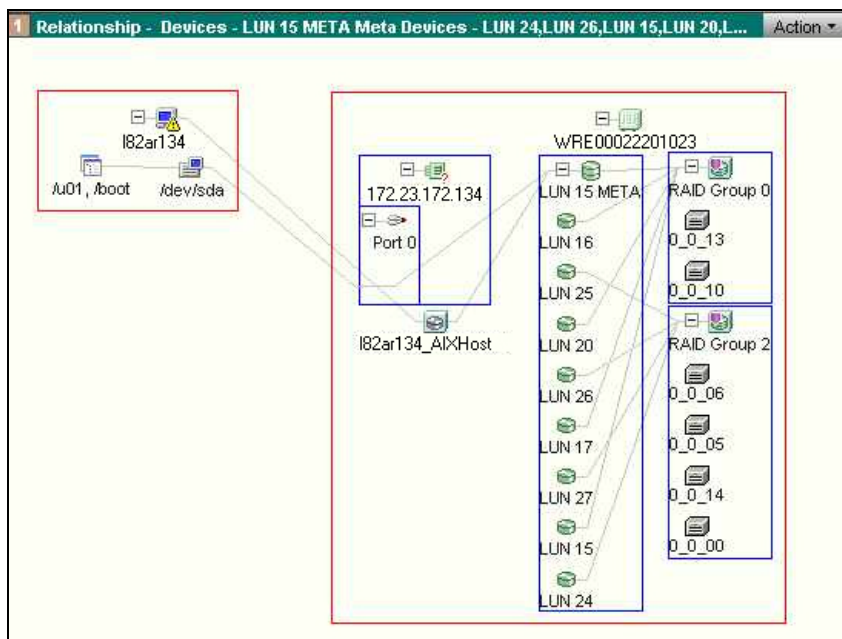 1 Relationship - Devices - LUN 15 META Meta Devices - LUN 24,LUN 26,LUN 15,LUN 20,L... Action
l82ar134
/u01, /boot
/dev/sda
WRE00022201023
172.23.172.134
Port 0
l82ar134_AIXHost
LUN 15 META
LUN 16
LUN 25
LUN 20
LUN 26
LUN 17
LUN 27
LUN 15
LUN 24
RAID Group 0
0_0_13
0_0_10
RAID Group 2
0_0_06
0_0_05
0_0_14
0_0_00